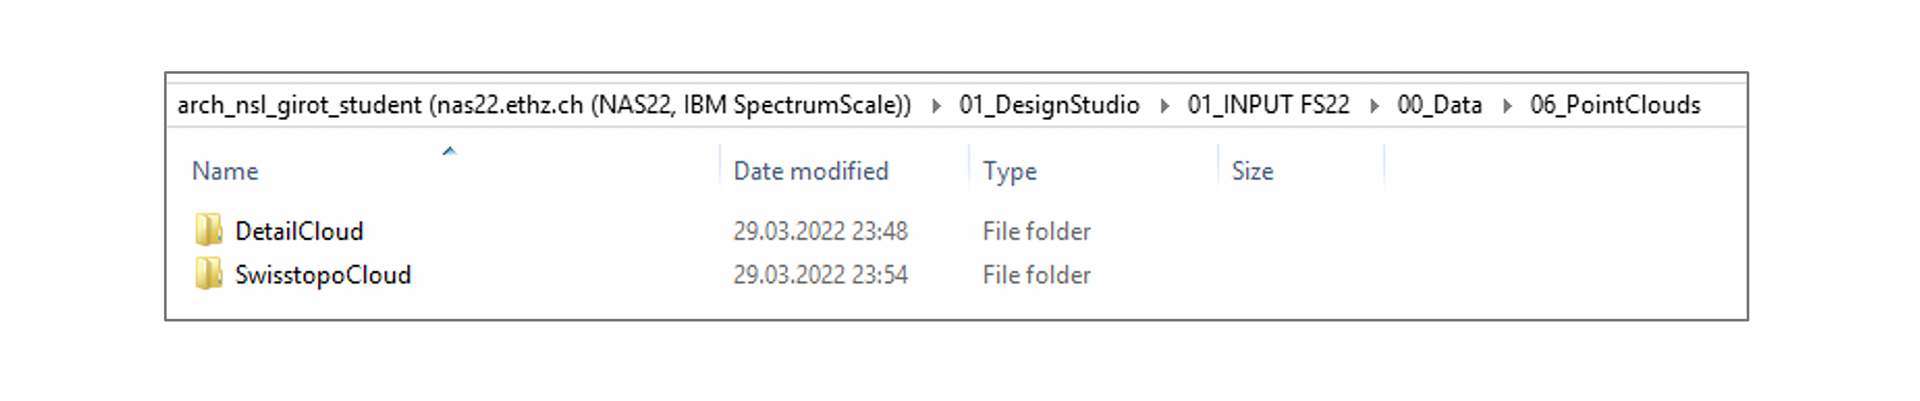 arch_nsl_girot_student (nas22.ethz.ch (NAS22, IBM SpectrumScale)) 01_DesignStudio 01_INPUT FS22 00_Data 06_PointClouds
Name Date modified Type Size
DetailCloud 29.03.2022 23:48 File folder
SwisstopoCloud 29.03.2022 23:54 File folder